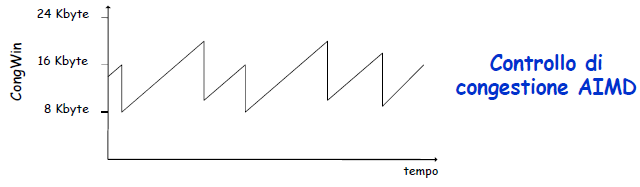 24 Kbyte
16 Kbyte
8 Kbyte
CongWin
tempo
Controllo di
congestione AIMD